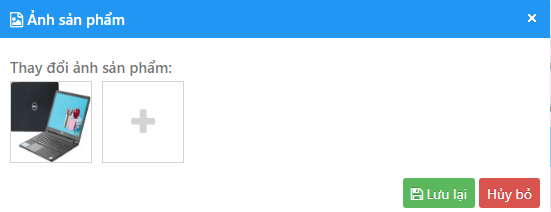 Ảnh sản phẩm
Thay đổi ảnh sản phẩm:
Lưu lại
Hủy bỏ